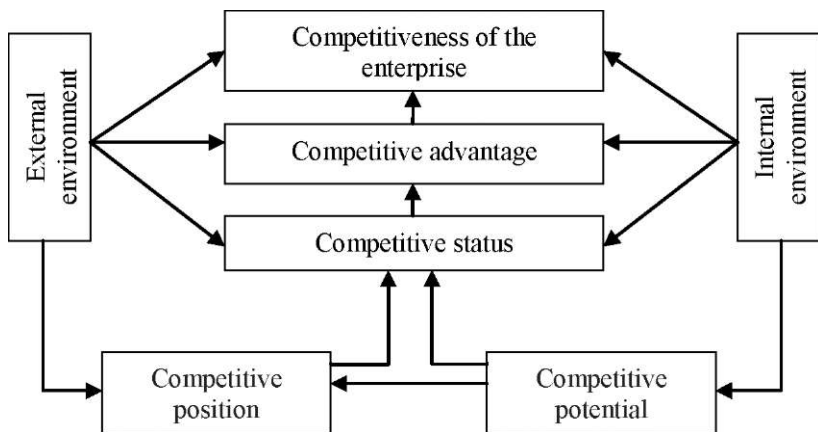 Competitiveness of the
enterprise
External
environment
Competitive advantage
Internal
environment
Competitive status
Competitive
position
Competitive
potential